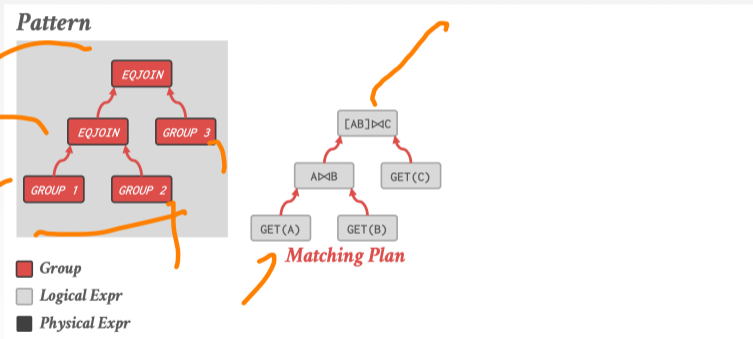 Pattern
EQJOIN
EQJOIN
GROUP 3
GROUP 1
GROUP 2
[AB]⨝C
A⨝B
GET(C)
GET(A)
GET(B)
Matching Plan
Group
Logical Expr
Physical Expr